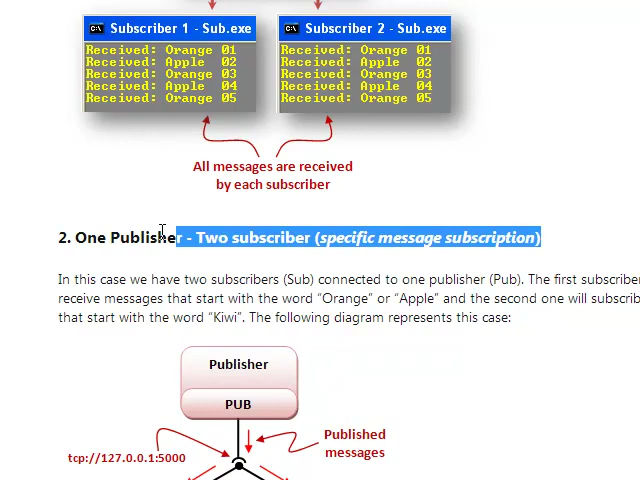 Subscriber 1 - Sub.exe
Received: Orange 01
Received: Apple 02
Received: Orange 03
Received: Apple 04
Received: Orange 05
Subscriber 2 - Sub.exe
Received: Orange 01
Received: Apple 02
Received: Orange 03
Received: Apple 04
Received: Orange 05
All messages are received
by each subscriber
2. One Publisher - Two subscriber (specific message subscription)
In this case we have two subscribers (Sub) connected to one publisher (Pub). The first subscriber
receive messages that start with the word “Orange” or “Apple” and the second one will subscrib
that start with the word “Kiwi”. The following diagram represents this case:
Publisher
PUB
Published
messages
tcp://127.0.0.1:5000